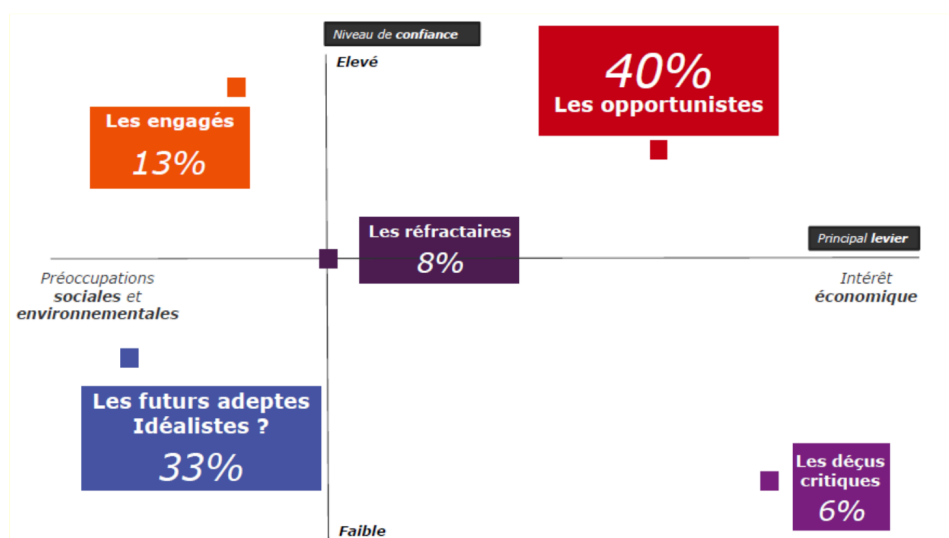 Niveau de confiance
Elevé
40%
Les opportunistes
Les engagés
13%
Les réfractaires
8%
Principal levier
Préoccupations
sociales et
environnementales
Intérêt
économique
Les futurs adeptes
Idéalistes ?
33%
Les déçus
critiques
6%
Faible